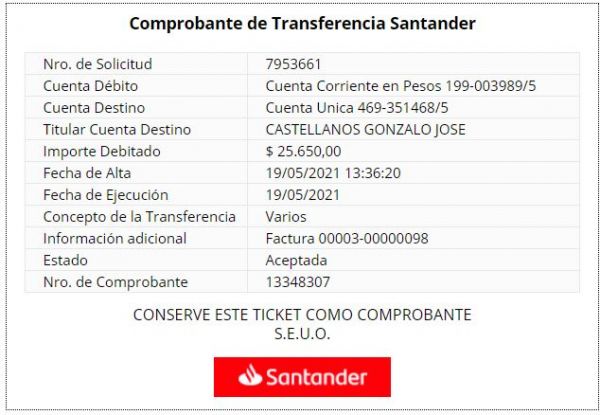 Comprobante de Transferencia Santander
Nro. de Solicitud 7953661
Cuenta Débito Cuenta Corriente en Pesos 199-003989/5
Cuenta Destino Cuenta Unica 469-351468/5
Titular Cuenta Destino CASTELLANOS GONZALO JOSE
Importe Debitado $ 25.650,00
Fecha de Alta 19/05/2021 13:36:20
Fecha de Ejecución 19/05/2021
Concepto de la Transferencia Varios
Información adicional Factura 00003-00000098
Estado Aceptada
Nro. de Comprobante 13348307
CONSERVE ESTE TICKET COMO COMPROBANTE
S.E.U.O.
Santander